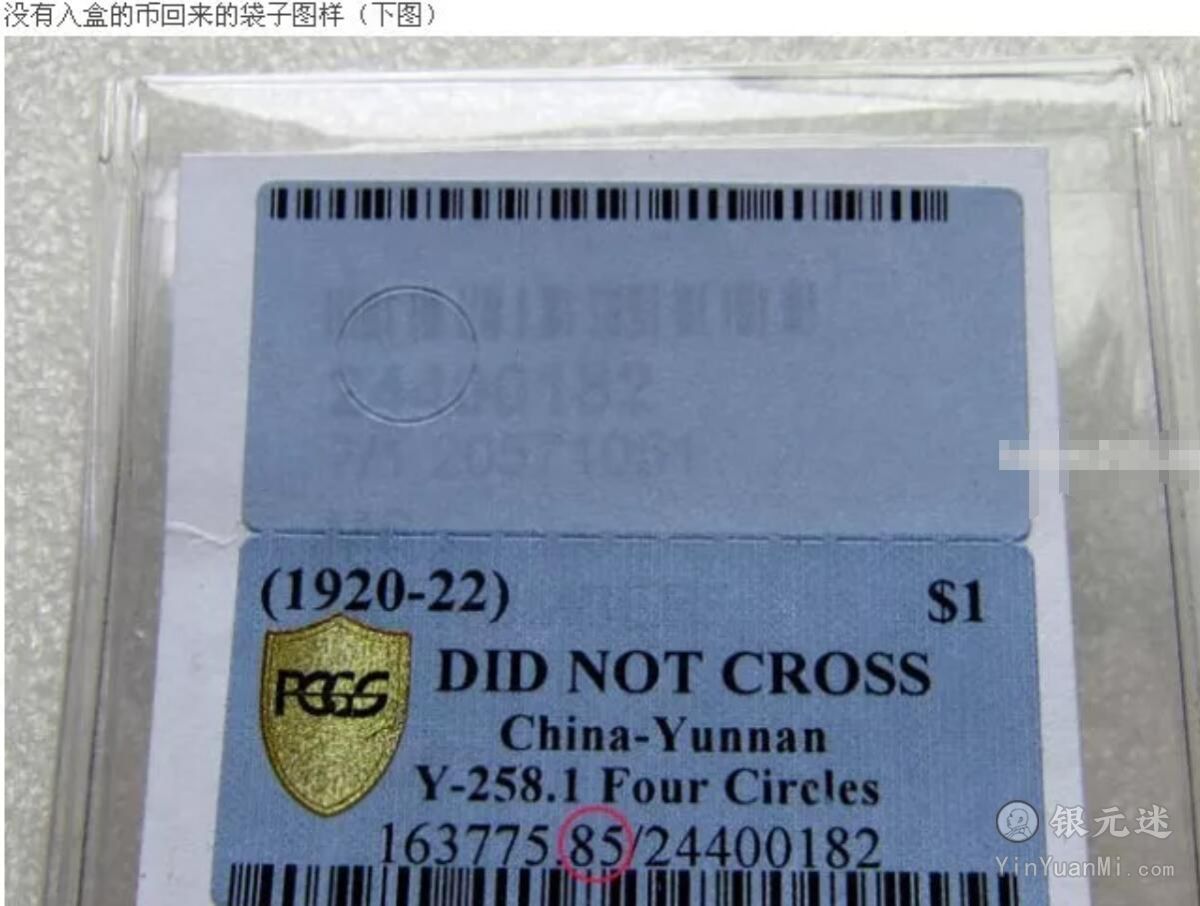 没有入盒的币回来的袋子图样（下图）
24400182
(1920-22) $1
PCGS
DID NOT CROSS
China-Yunnan
Y-258.1 Four Circles
163775.85/24400182
银元迷
YinYuanMi.com